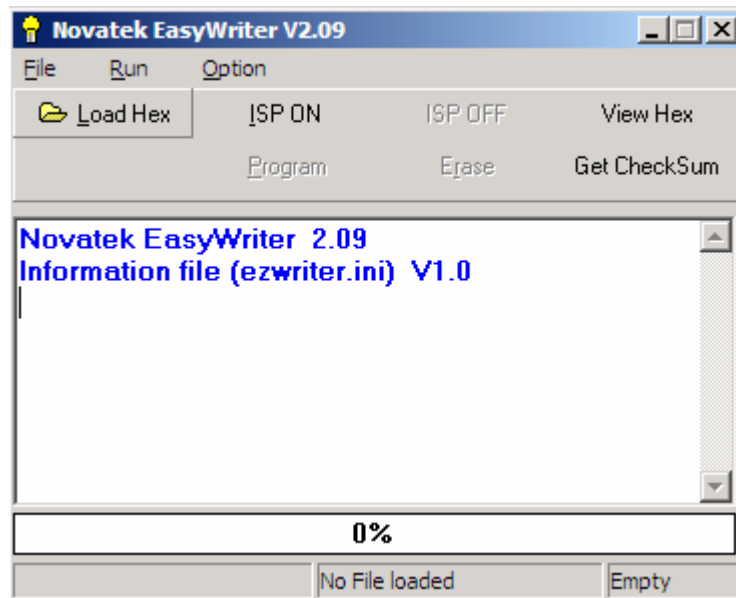 Novatek EasyWriter V2.09
File Run Option
Load Hex ISP ON ISP OFF View Hex
Program Erase Get CheckSum
Novatek EasyWriter 2.09
Information file (ezwriter.ini) V1.0
0%
No File loaded Empty